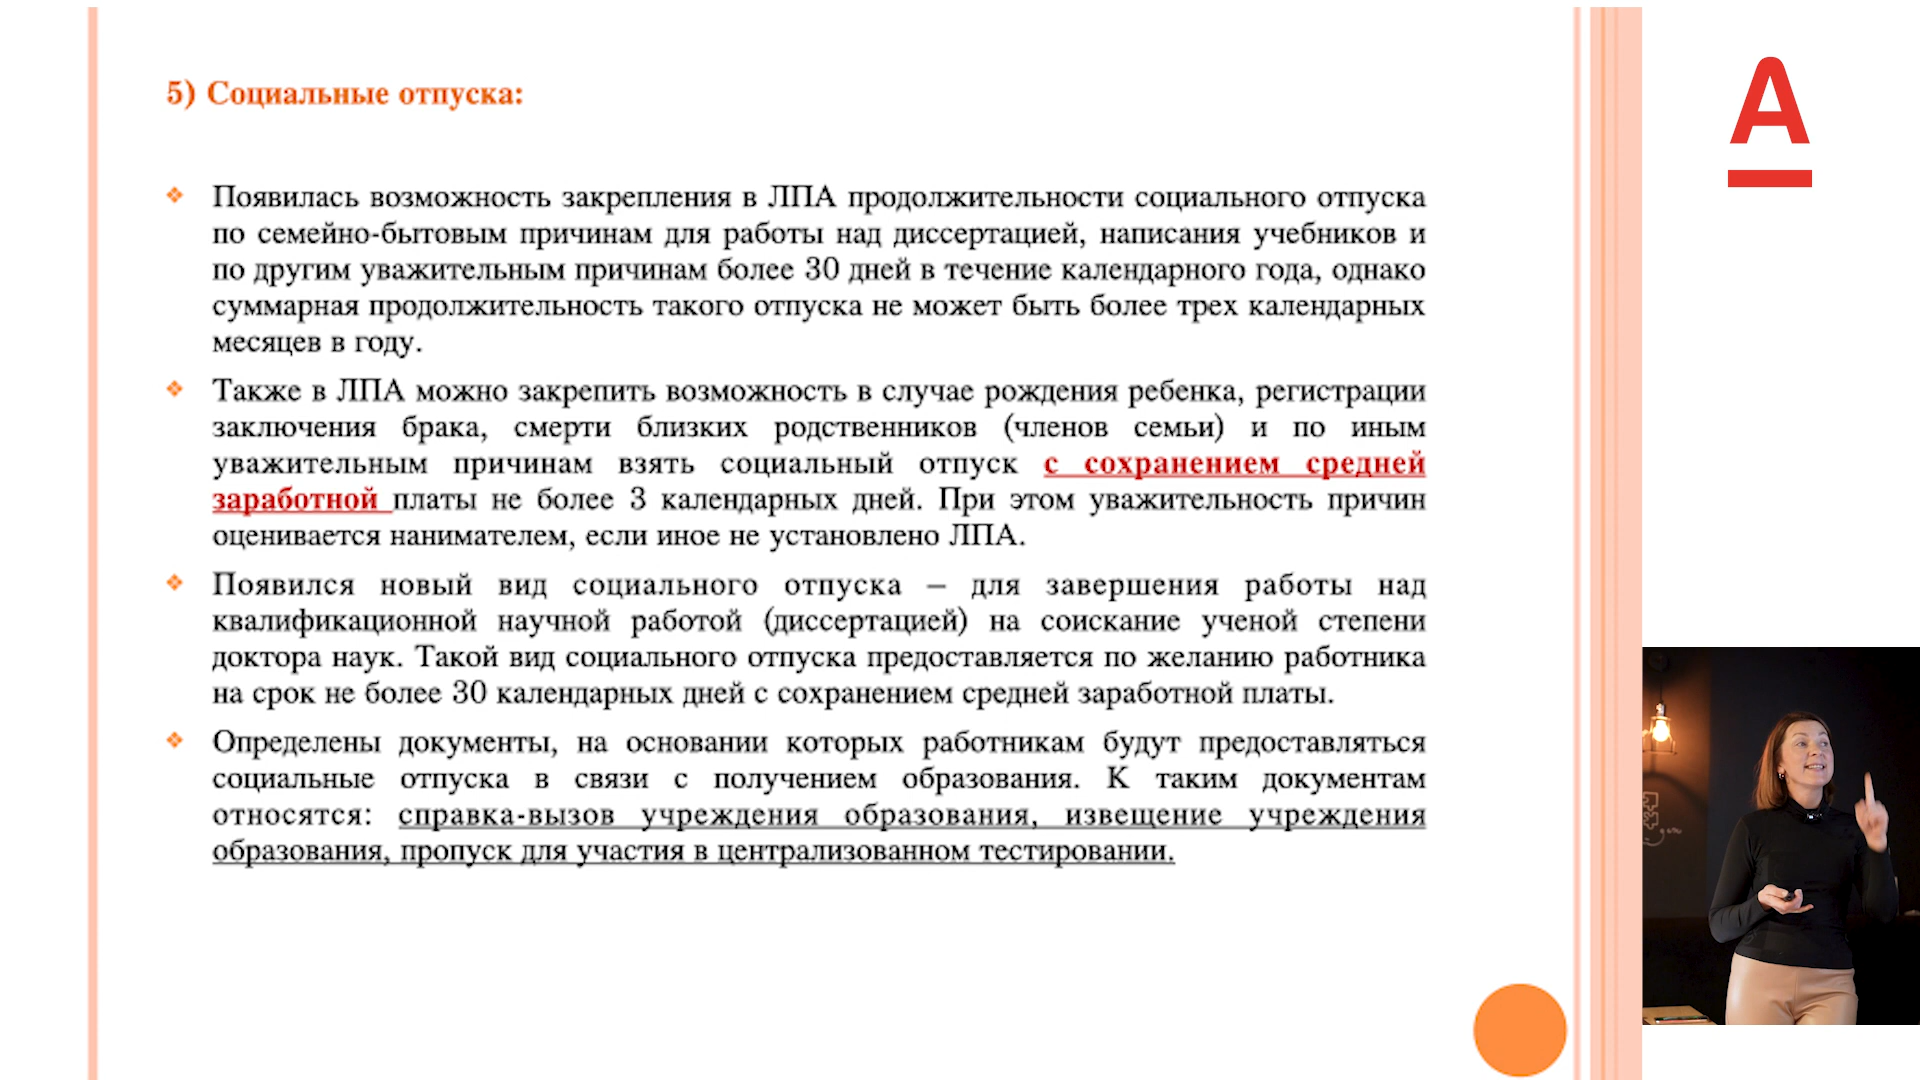 5) Социальные отпуска:
Появилась возможность закрепления в ЛПА продолжительности социального отпуска
по семейно-бытовым причинам для работы над диссертацией, написания учебников и
по другим уважительным причинам более 30 дней в течение календарного года, однако
суммарная продолжительность такого отпуска не может быть более трех календарных
месяцев в году.
Также в ЛПА можно закрепить возможность в случае рождения ребенка, регистрации
заключения брака, смерти близких родственников (членов семьи) и по иным
уважительным причинам взять социальный отпуск с сохранением средней
заработной платы не более 3 календарных дней. При этом уважительность причин
оценивается нанимателем, если иное не установлено ЛПА.
Появился новый вид социального отпуска – для завершения работы над
квалификационной научной работой (диссертацией) на соискание ученой степени
доктора наук. Такой вид социального отпуска предоставляется по желанию работника
на срок не более 30 календарных дней с сохранением средней заработной платы.
Определены документы, на основании которых работникам будут предоставляться
социальные отпуска в связи с получением образования. К таким документам
относятся: справка-вызов учреждения образования, извещение учреждения
образования, пропуск для участия в централизованном тестировании.
А